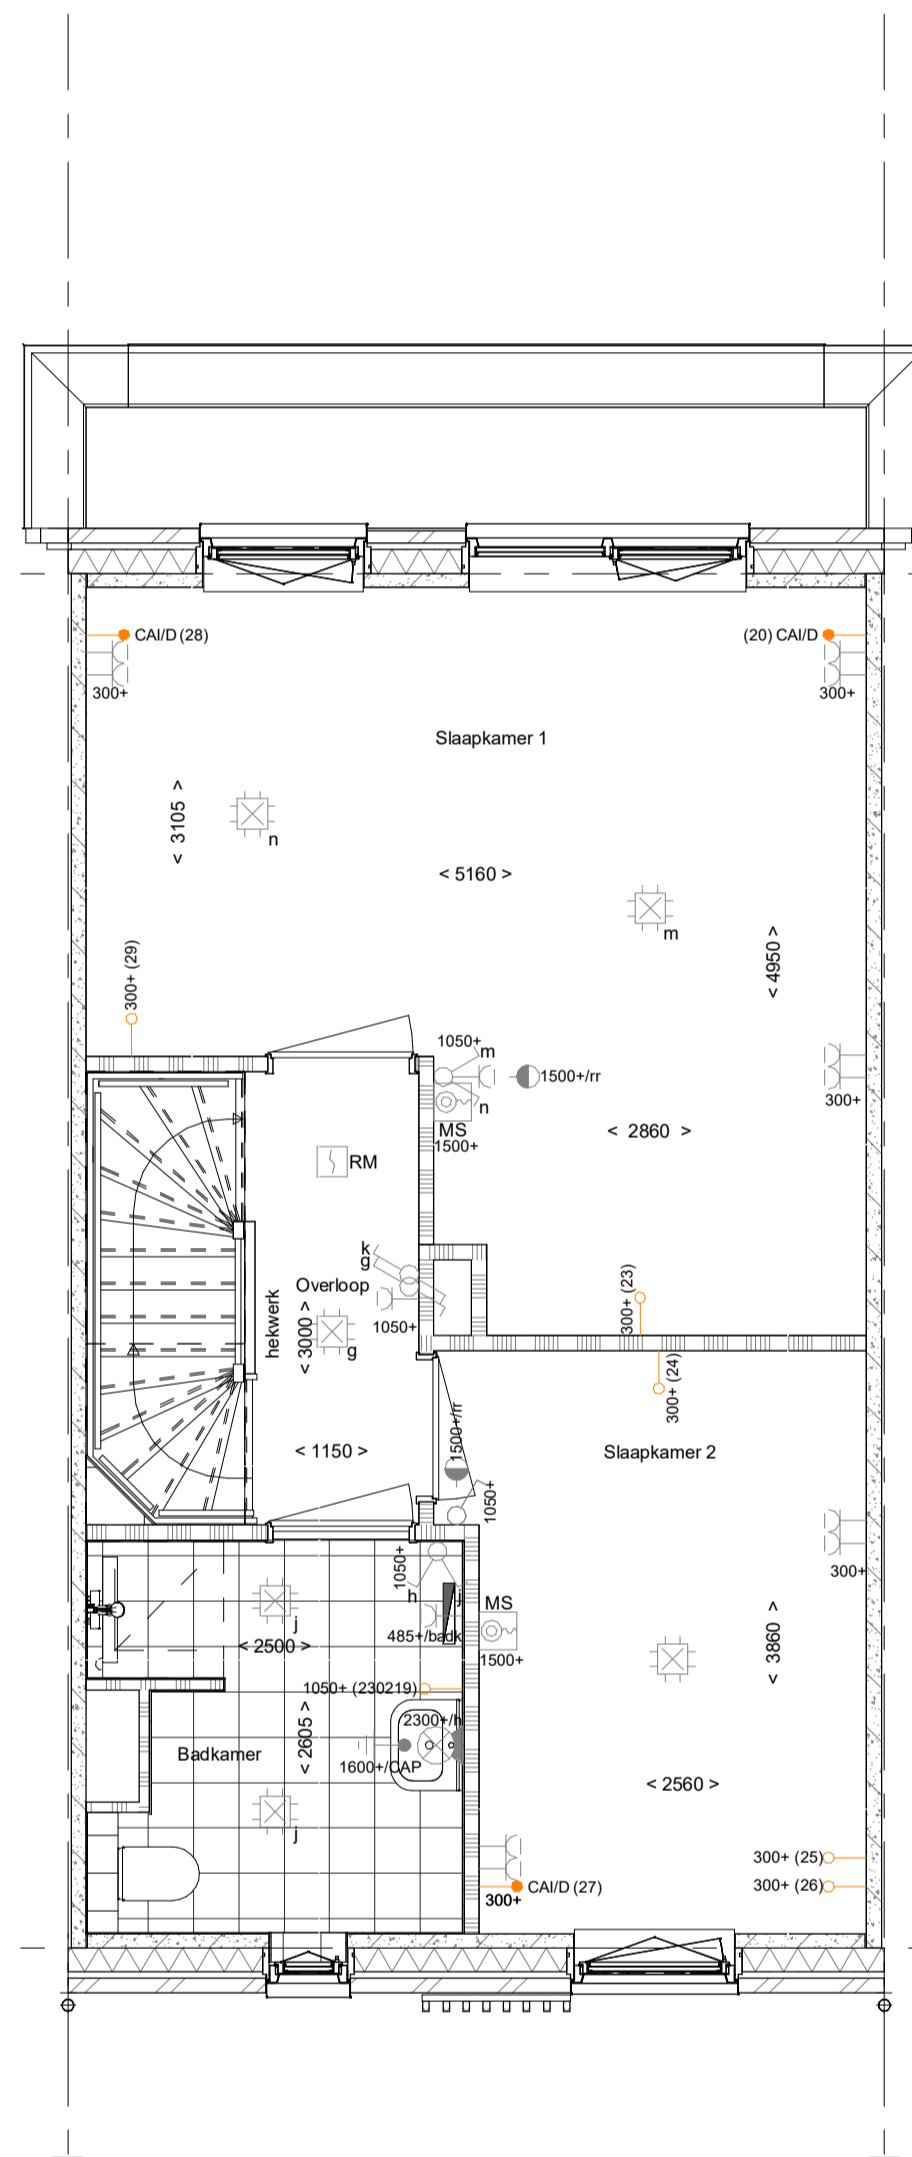 CAI/D (28)
(20) CAI/D
300+
300+
Slaapkamer 1
< 3105 >
n
< 5160 >
m
< 4950 >
300+ (29)
1050+
m
1500+/rr
n
MS
1500+
300+
< 2860 >
RM
k
g
Overloop
1050+
hekwerk
< 3000 >
g
300+ (23)
300+ (24)
< 1150 >
1500+/rr
Slaapkamer 2
1050+
300+
1050+
h
j
j
485+/badk
MS
1500+
< 2500 >
< 3860 >
1050+ (230219)
2300+/h
< 2605 >
Badkamer
1600+/CAP
< 2560 >
j
300+ (25)
300+ (26)
CAI/D (27)
300+